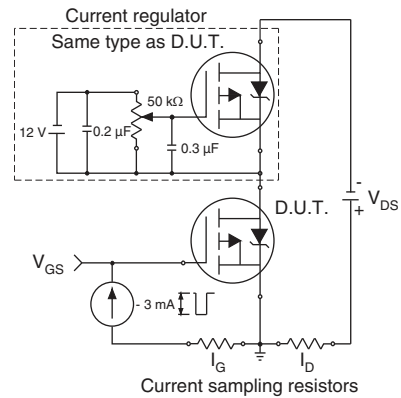 Current regulator
Same type as D.U.T.
50 kΩ
12 V
0.2 µF
0.3 µF
-
+
V_DS
D.U.T.
V_GS
- 3 mA
I_G
I_D
Current sampling resistors